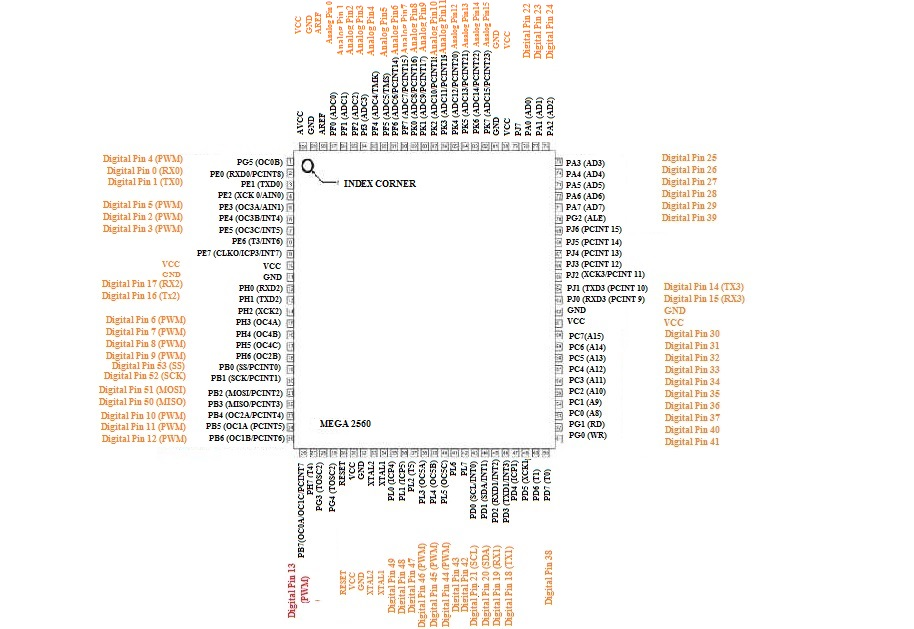 VCC
GND
AREF
Analog Pin 0
Analog Pin 1
Analog Pin2
Analog Pin3
Analog Pin4
Analog Pin5
Analog Pin6
Analog Pin 7
Analog Pin8
Analog Pin9
Analog Pin10
Analog Pin11
Analog Pin12
Analog Pin13
Analog Pin14
Analog Pin15
GND
VCC
Digital Pin 22
Digital Pin 23
Digital Pin 24
AVCC
GND
AREF
PF0 (ADC0)
PF1 (ADC1)
PF2 (ADC2)
PF3 (ADC3)
PF4 (ADC4/TMK)
PF5 (ADC5/TMS)
PF6 (ADC6/PCINT14)
PF7 (ADC7/PCINT15)
PK0 (ADC8/PCINT16)
PK1 (ADC9/PCINT17)
PK2 (ADC10/PCINT1
PK3 (ADC11/PCINT19
PK4 (ADC12/PCINT20)
PK5 (ADC13/PCINT21)
PK6 (ADC14/PCINT22)
PK7 (ADC15/PCINT23)
GND
VCC
PJ7
PA0 (AD0)
PA1 (AD1)
PA2 (AD2)
Digital Pin 4 (PWM) PG5 (OC0B)
Digital Pin 0 (RX0) PE0 (RXD0/PCINT8)
Digital Pin 1 (TX0) PE1 (TXD0)
PE2 (XCK 0/AIN0)
Digital Pin 5 (PWM) PE3 (OC3A/AIN1)
Digital Pin 2 (PWM) PE4 (OC3B/INT4)
Digital Pin 3 (PWM) PE5 (OC3C/INT5)
PE6 (T3/INT6)
PE7 (CLKO/ICP3/INT7)
VCC VCC
GND GND
Digital Pin 17 (RX2) PH0 (RXD2)
Digital Pin 16 (Tx2) PH1 (TXD2)
PH2 (XCK2)
Digital Pin 6 (PWM) PH3 (OC4A)
Digital Pin 7 (PWM) PH4 (OC4B)
Digital Pin 8 (PWM) PH5 (OC4C)
Digital Pin 9 (PWM) PH6 (OC2B)
Digital Pin 53 (SS) PB0 (SS/PCINT0)
Digital Pin 52 (SCK) PB1 (SCK/PCINT1)
Digital Pin 51 (MOSI) PB2 (MOSI/PCINT2)
Digital Pin 50 (MISO) PB3 (MISO/PCINT3)
Digital Pin 10 (PWM) PB4 (OC2A/PCINT4)
Digital Pin 11 (PWM) PB5 (OC1A (PCINT5)
Digital Pin 12 (PWM) PB6 (OC1B/PCINT6)
INDEX CORNER
MEGA 2560
PA3 (AD3) Digital Pin 25
PA4 (AD4) Digital Pin 26
PA5 (AD5) Digital Pin 27
PA6 (AD6) Digital Pin 28
PA7 (AD7) Digital Pin 29
PG2 (ALE) Digital Pin 39
PJ6 (PCINT 15)
PJ5 (PCINT 14)
PJ4 (PCINT 13)
PJ3 (PCINT 12)
PJ2 (XCK3/PCINT 11)
PJ1 (TXD3 (PCINT 10) Digital Pin 14 (TX3)
PJ0 (RXD3 (PCINT 9) Digital Pin 15 (RX3)
GND GND
VCC VCC
PC7(A15) Digital Pin 30
PC6 (A14) Digital Pin 31
PC5 (A13) Digital Pin 32
PC4 (A12) Digital Pin 33
PC3 (A11) Digital Pin 34
PC2 (A10) Digital Pin 35
PC1 (A9) Digital Pin 36
PC0 (A8) Digital Pin 37
PG1 (RD) Digital Pin 40
PG0 (WR) Digital Pin 41
PB7(OC0A/OC1C/PCINT7
PH7 (T4)
PG3 (TOSC2)
PG4 (TOSC2)
RESET
VCC
GND
XTAL2
XTAL1
PL0 (ICP4)
PL1 (ICP5)
PL2 (T5)
PL3 (OC5A)
PL4 (OC5B)
PL5 (OC5C)
PL6
PL7
PD0 (SCL/INT0)
PD1 (SDA/INT1)
PD2 (RXD1/INT2)
PD3 (TXD1/INT3)
PD4 (ICP1)
PD5 (XCK1
PD6 (T1)
PD7 (T0)
Digital Pin 13
(PWM)
RESET
VCC
GND
XTAL2
XTAL1
Digital Pin 49
Digital Pin 48
Digital Pin 47
Digital Pin 46 (PWM)
Digital Pin 45 (PWM)
Digital Pin 44 (PWM)
Digital Pin 43
Digital Pin 42
Digital Pin 21 (SCL)
Digital Pin 20 (SDA)
Digital Pin 19 (RX1)
Digital Pin 18 (TX1)
Digital Pin 38